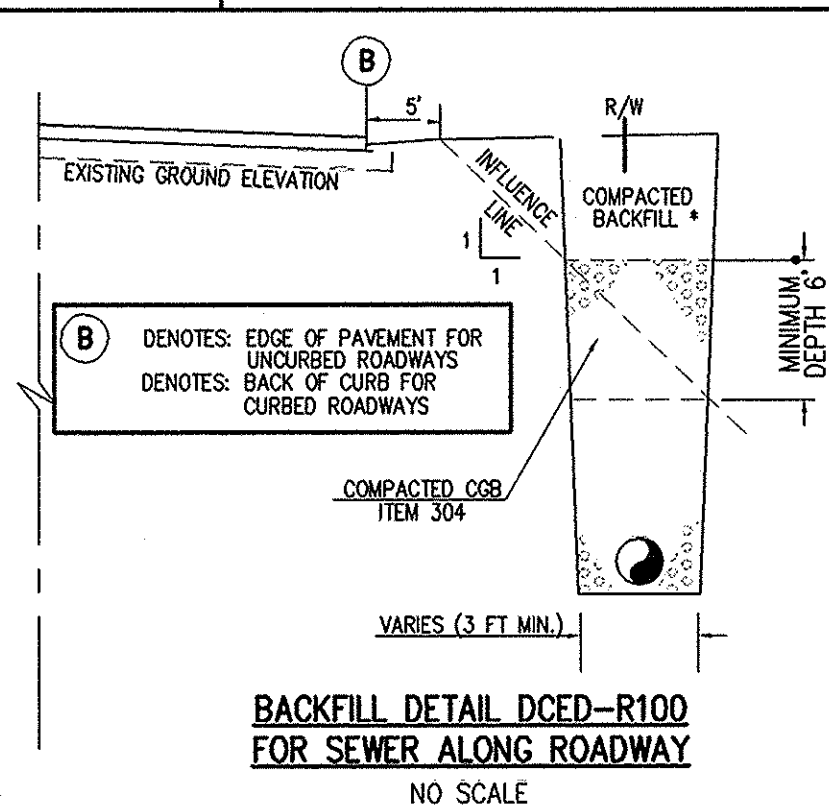 B
5'
R/W
EXISTING GROUND ELEVATION
INFLUENCE
LINE
1
1
COMPACTED
BACKFILL *
MINIMUM
DEPTH 6'
B
DENOTES: EDGE OF PAVEMENT FOR
UNCURBED ROADWAYS
DENOTES: BACK OF CURB FOR
CURBED ROADWAYS
COMPACTED CGB
ITEM 304
VARIES (3 FT MIN.)
BACKFILL DETAIL DCED-R100
FOR SEWER ALONG ROADWAY
NO SCALE